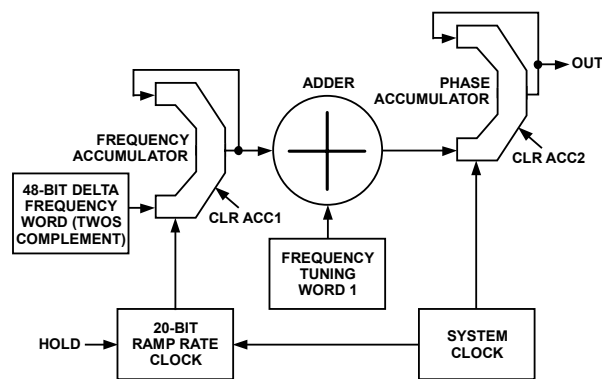 OUT
ADDER
PHASE
ACCUMULATOR
FREQUENCY
ACCUMULATOR
CLR ACC2
48-BIT DELTA
FREQUENCY
WORD (TWOS
COMPLEMENT)
CLR ACC1
FREQUENCY
TUNING
WORD 1
HOLD
20-BIT
RAMP RATE
CLOCK
SYSTEM
CLOCK